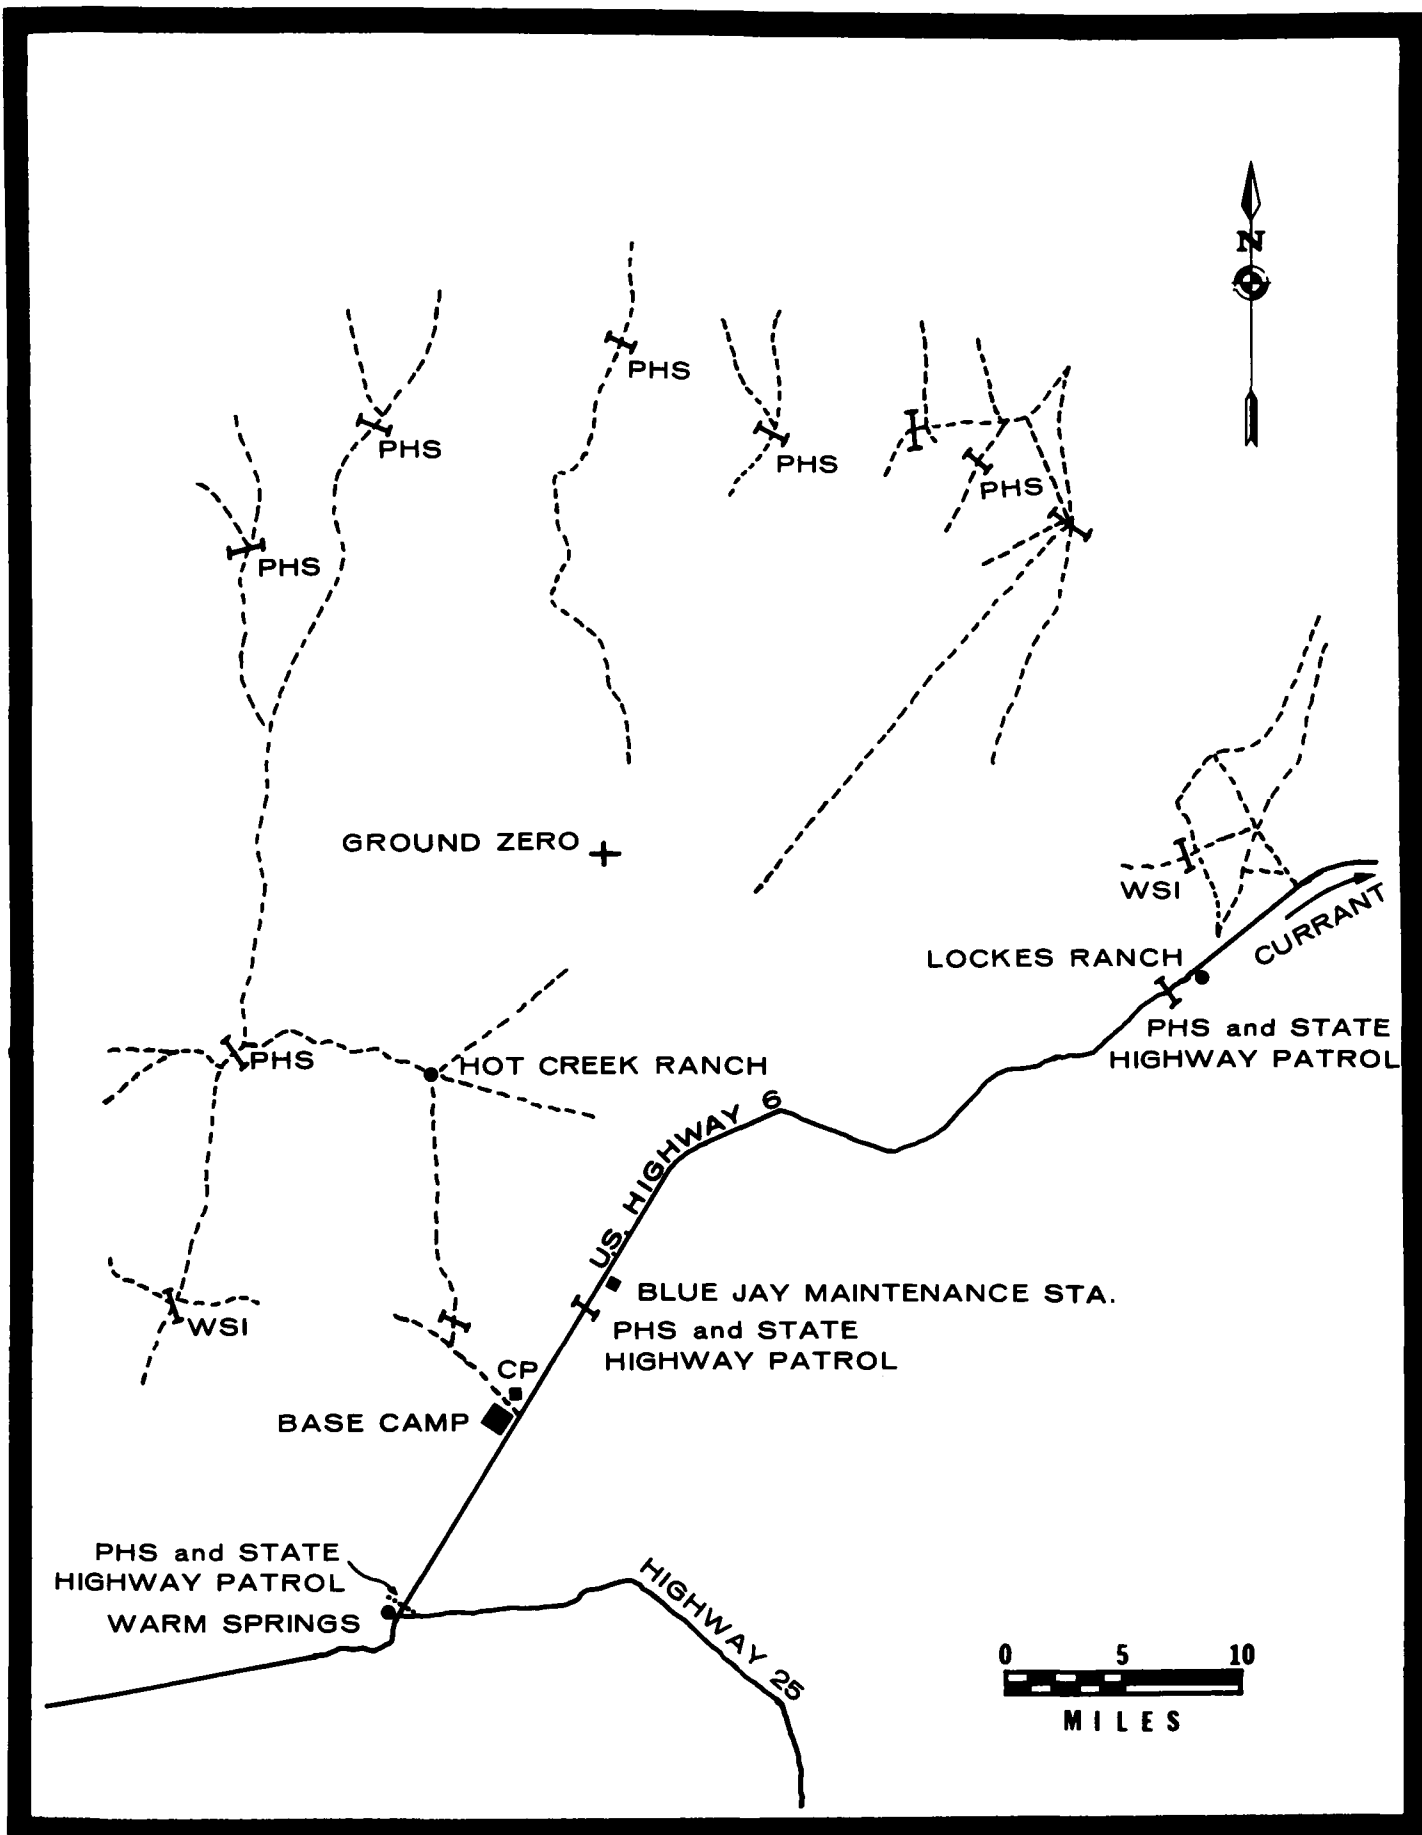 N
PHS
PHS
PHS
PHS
PHS
GROUND ZERO
WSI
CURRANT
LOCKES RANCH
PHS and STATE
HIGHWAY PATROL
PHS
HOT CREEK RANCH
U.S. HIGHWAY 6
BLUE JAY MAINTENANCE STA.
WSI
PHS and STATE
HIGHWAY PATROL
CP
BASE CAMP
PHS and STATE
HIGHWAY PATROL
WARM SPRINGS
HIGHWAY 25
0 5 10
MILES